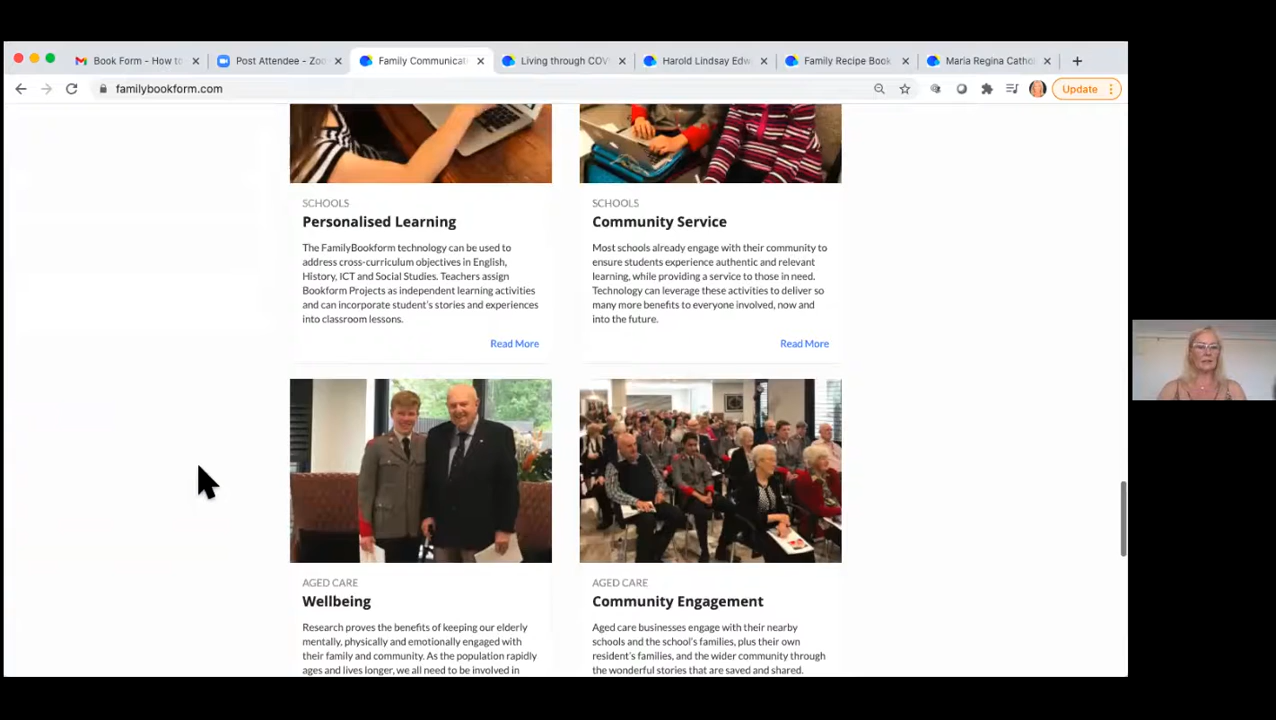 Book Form - How to
Post Attendee - Zoo
Family Communicat
Living through COV
Harold Lindsay Edw
Family Recipe Book
Maria Regina Catho
familybookform.com
Update
SCHOOLS
Personalised Learning
The FamilyBookform technology can be used to
address cross-curriculum objectives in English,
History, ICT and Social Studies. Teachers assign
Bookform Projects as independent learning activities
and can incorporate student's stories and experiences
into classroom lessons.
Read More
SCHOOLS
Community Service
Most schools already engage with their community to
ensure students experience authentic and relevant
learning, while providing a service to those in need.
Technology can leverage these activities to deliver so
many more benefits to everyone involved, now and
into the future.
Read More
AGED CARE
Wellbeing
Research proves the benefits of keeping our elderly
mentally, physically and emotionally engaged with
their family and community. As the population rapidly
ages and lives longer, we all need to be involved in
AGED CARE
Community Engagement
Aged care businesses engage with their nearby
schools and the school's families, plus their own
resident's families, and the wider community through
the wonderful stories that are saved and shared.